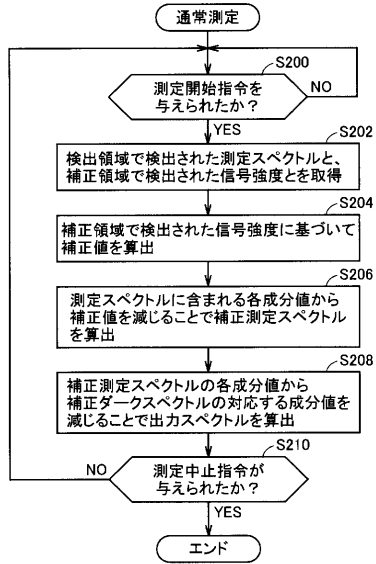 通常測定
S200
測定開始指令を
与えられたか？
NO
YES
S202
検出領域で検出された測定スペクトルと、
補正領域で検出された信号強度とを取得
S204
補正領域で検出された信号強度に基づいて
補正値を算出
S206
測定スペクトルに含まれる各成分値から
補正値を減じることで補正測定スペクトル
を算出
S208
補正測定スペクトルの各成分値から
補正ダークスペクトルの対応する成分値を
減じることで出力スペクトルを算出
S210
NO
測定中止指令が
与えられたか？
YES
エンド